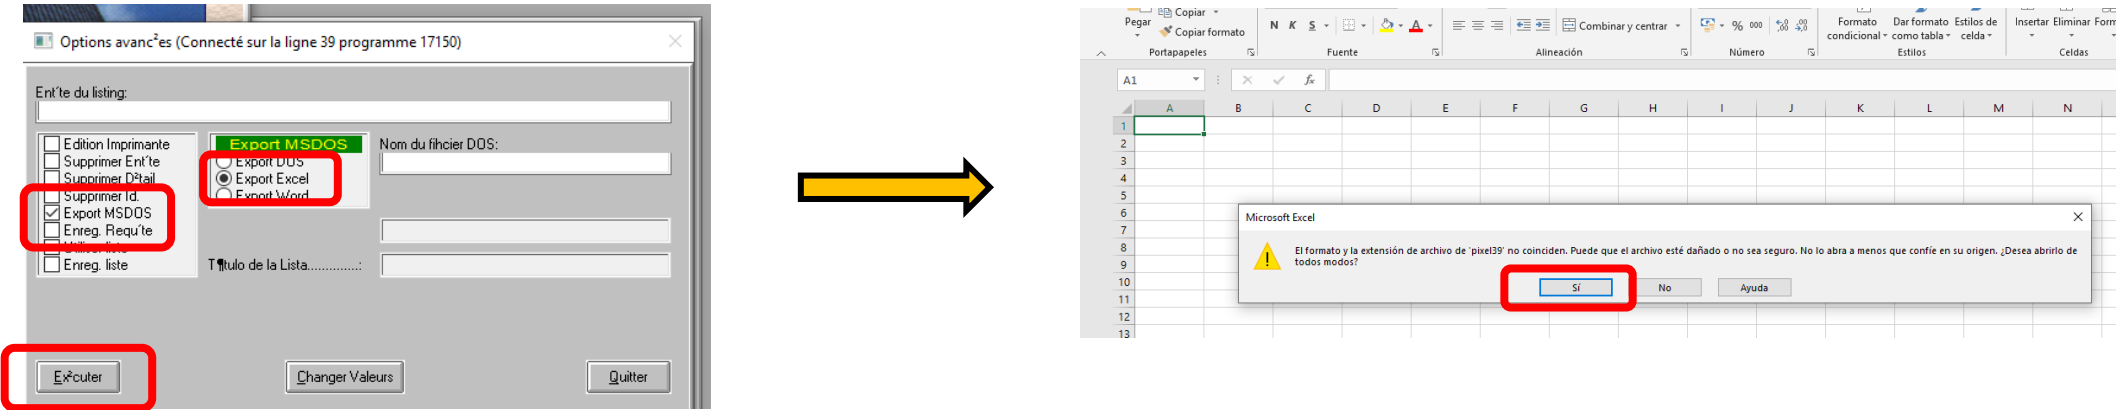 Options avanc²es (Connecté sur la ligne 39 programme 17150)
Ent´te du listing:
Edition Imprimante
Supprimer Ent´te
Supprimer D²tail
Supprimer Id.
Export MSDOS
Enreg. Requ´te
Utiliser liste
Enreg. liste
Export MSDOS
Export DOS
Export Excel
Export Word
Nom du fihcier DOS:
T¶tulo de la Lista.............:
Ex²cuter
Changer Valeurs
Quitter
Pegar
Copiar
Copiar formato
Portapapeles
N K S
A
Fuente
Combinar y centrar
Alineación
% 000
Número
Formato condicional
Dar formato como tabla
Estilos de celda
Estilos
Insertar Eliminar Form
Celdas
A1
fx
A B C D E F G H I J K L M N
1
2
3
4
5
6
7
8
9
10
11
12
13
Microsoft Excel
El formato y la extensión de archivo de 'pixel39' no coinciden. Puede que el archivo esté dañado o no sea seguro. No lo abra a menos que confíe en su origen. ¿Desea abrirlo de
todos modos?
Sí
No
Ayuda